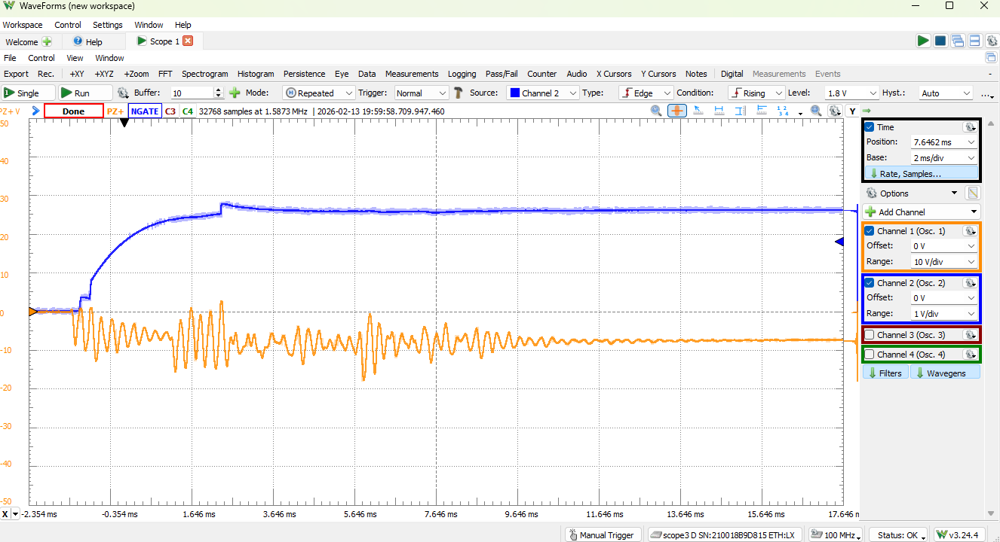 WaveForms (new workspace)
Workspace Control Settings Window Help
Welcome Help Scope 1
File Control View Window
Export Rec. +XY +XYZ +Zoom FFT Spectrogram Histogram Persistence Eye Data Measurements Logging Pass/Fail Counter Audio X Cursors Y Cursors Notes Digital Measurements Events
Single Run Buffer: 10 Mode: Repeated Trigger: Normal Source: Channel 2 Type: Edge Condition: Rising Level: 1.8 V Hyst.: Auto ...
PZ+ V Done PZ+ NGATE C3 C4 32768 samples at 1.5873 MHz | 2026-02-13 19:59:58.709.947.460 Y
50
40
30
20
10
0
-10
-20
-30
-40
-50
X -2.354 ms -0.354 ms 1.646 ms 3.646 ms 5.646 ms 7.646 ms 9.646 ms 11.646 ms 13.646 ms 15.646 ms 17.646 m
Time
Position: 7.6462 ms
Base: 2 ms/div
Rate, Samples...
Options
Add Channel
Channel 1 (Osc. 1)
Offset: 0 V
Range: 10 V/div
Channel 2 (Osc. 2)
Offset: 0 V
Range: 1 V/div
Channel 3 (Osc. 3)
Channel 4 (Osc. 4)
Filters Wavegens
Manual Trigger scope3 D SN:210018B9D815 ETH:LX 100 MHz Status: OK v3.24.4